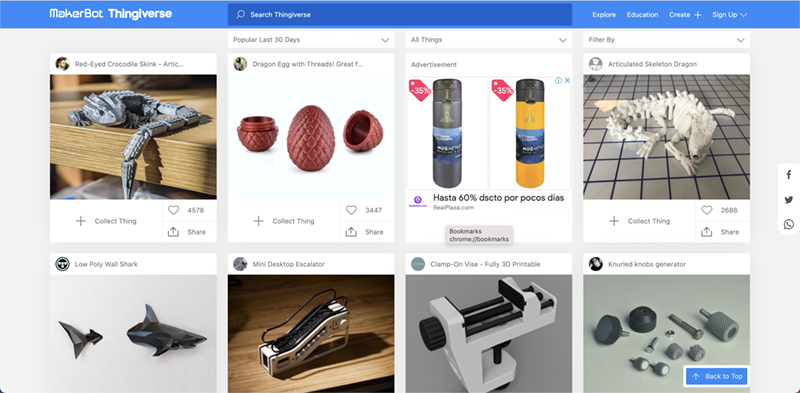 MakerBot Thingiverse
Search Thingiverse
Explore
Education
Create +
Sign Up
Popular Last 30 Days
All Things
Filter By
Red-Eyed Crocodile Skink - Artic...
Dragon Egg with Threads! Great f...
Advertisement
Articulated Skeleton Dragon
-35%
-35%
Hasta 60% dscto por pocos días
RealPlaza.com
4578
Collect Thing
Share
3447
Collect Thing
Share
2686
Collect Thing
Share
Bookmarks
chrome://bookmarks
Low Poly Wall Shark
Mini Desktop Escalator
Clamp-On Vise - Fully 3D Printable
Knurled knobs generator
Back to Top